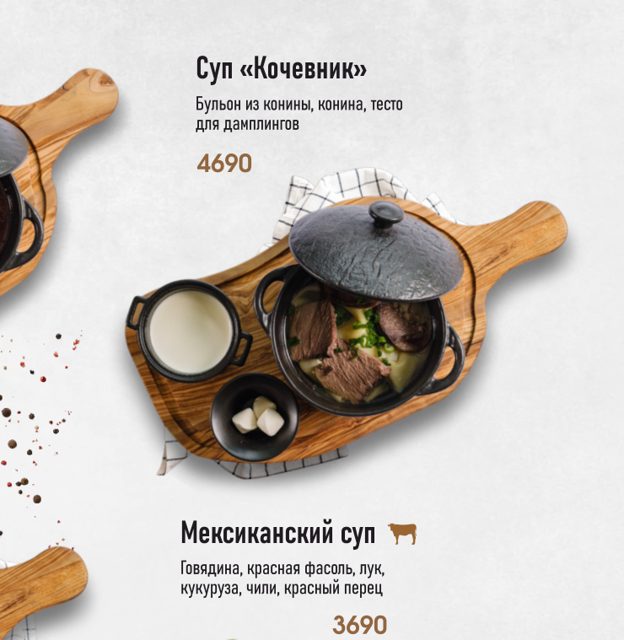 Суп «Кочевник»
Бульон из конины, конина, тесто
для дамплингов
4690
Мексиканский суп
Говядина, красная фасоль, лук,
кукуруза, чили, красный перец
3690